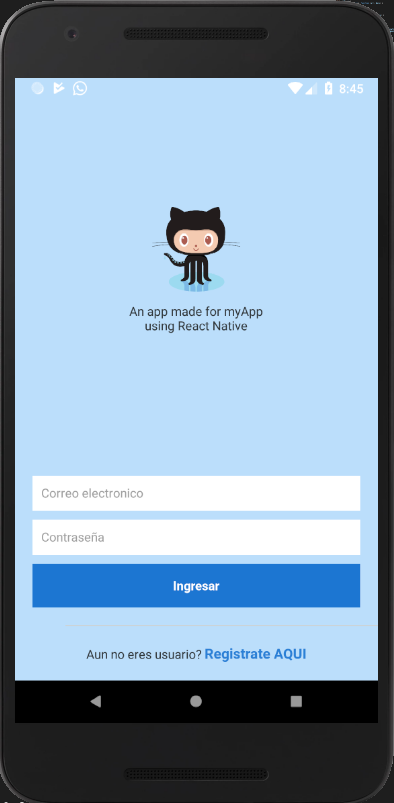 8:45
An app made for myApp
using React Native
Correo electronico
Contraseña
Ingresar
Aun no eres usuario? Registrate AQUI